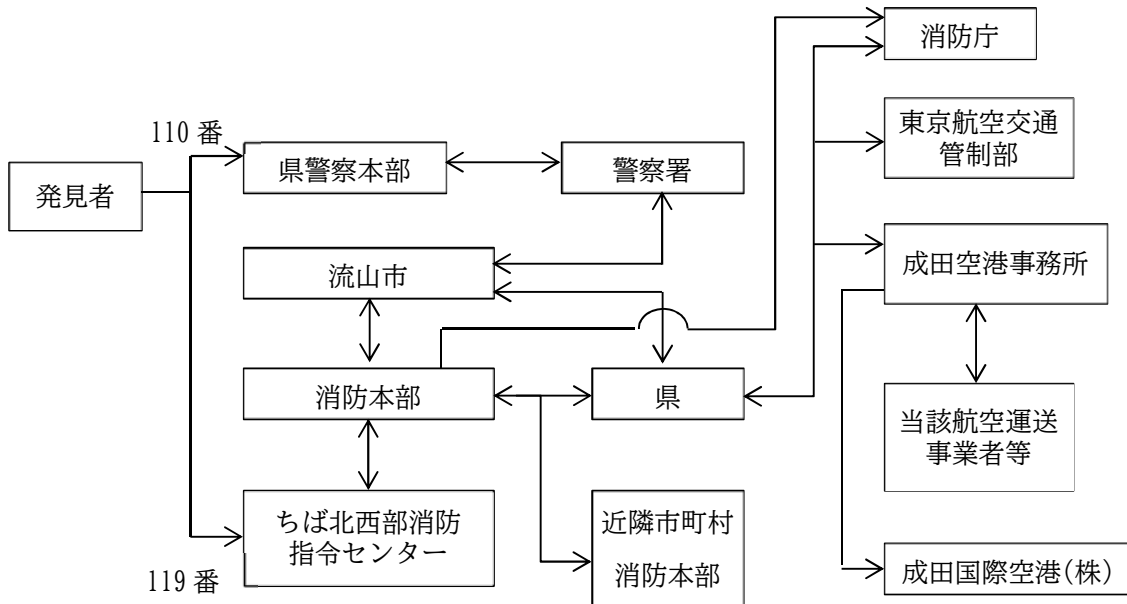 消防庁
110 番
東京航空交通
管制部
発見者
県警察本部
警察署
流山市
成田空港事務所
消防本部
県
当該航空運送
事業者等
ちば北西部消防
指令センター
近隣市町村
消防本部
119 番
成田国際空港(株)